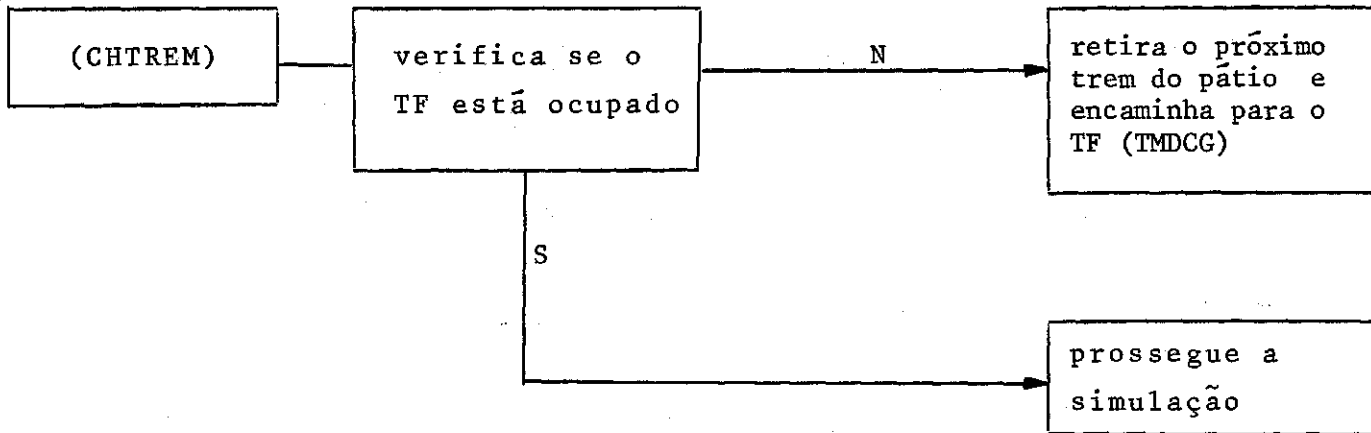 (CHTREM)
verifica se o
TF está ocupado
N
retira o próximo
trem do pátio e
encaminha para o
TF (TMDCG)
S
prossegue a
simulação